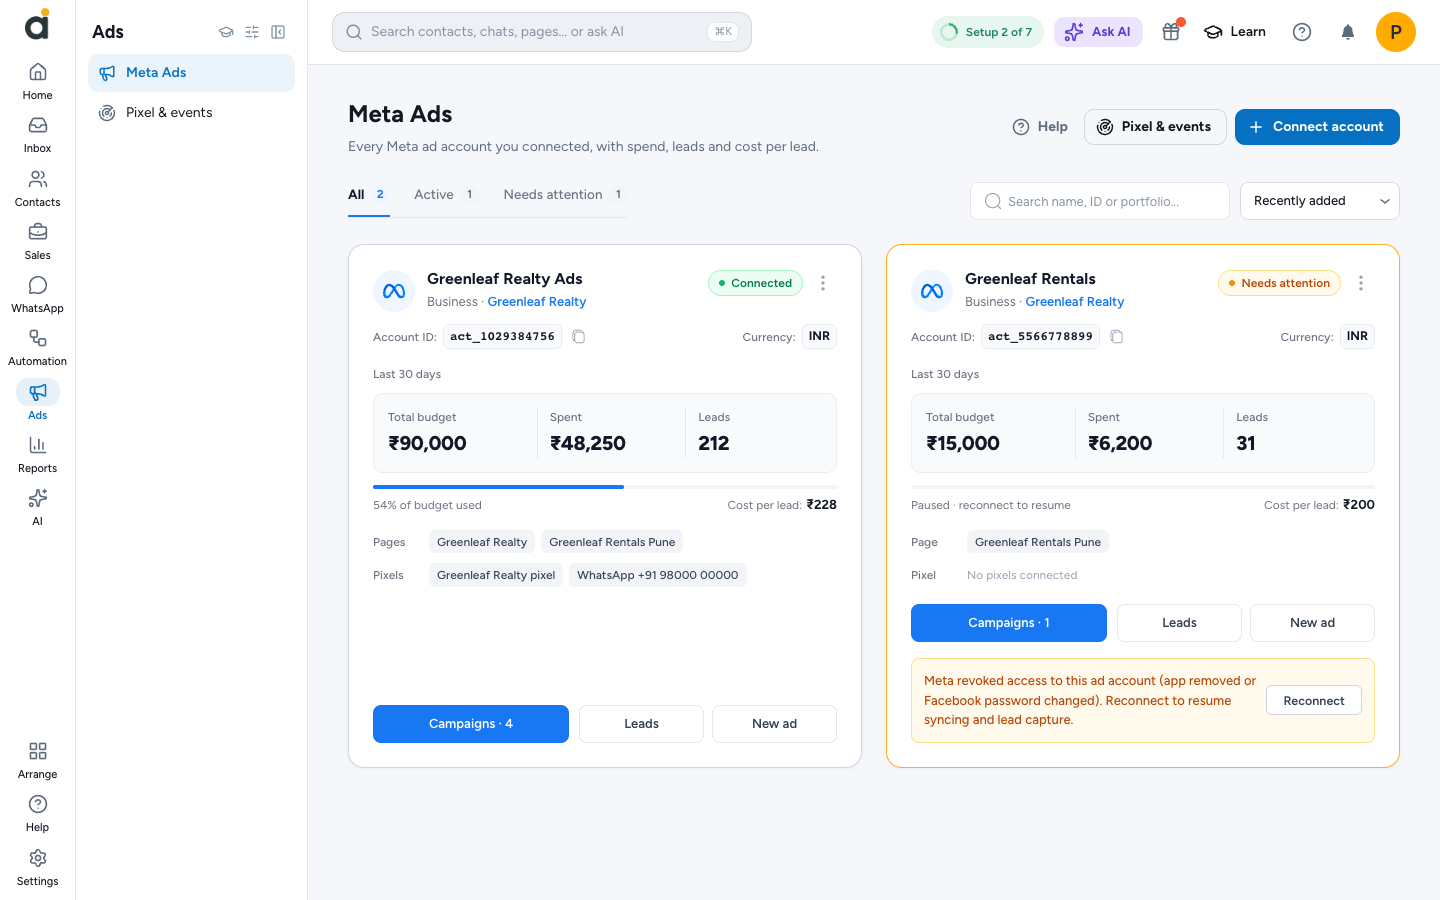 Ads
Search contacts, chats, pages... or ask AI
⌘K
Setup 2 of 7
Ask AI
Learn
P
Home
Inbox
Contacts
Sales
WhatsApp
Automation
Ads
Reports
AI
Arrange
Help
Settings
Meta Ads
Pixel & events
Meta Ads
Every Meta ad account you connected, with spend, leads and cost per lead.
Help
Pixel & events
Connect account
All 2
Active 1
Needs attention 1
Search name, ID or portfolio...
Recently added
Greenleaf Realty Ads
Connected
Business · Greenleaf Realty
Account ID: act_1029384756
Currency: INR
Last 30 days
Total budget
Spent
Leads
₹90,000
₹48,250
212
54% of budget used
Cost per lead: ₹228
Pages
Greenleaf Realty
Greenleaf Rentals Pune
Pixels
Greenleaf Realty pixel
WhatsApp +91 98000 00000
Campaigns · 4
Leads
New ad
Greenleaf Rentals
Needs attention
Business · Greenleaf Realty
Account ID: act_5566778899
Currency: INR
Last 30 days
Total budget
Spent
Leads
₹15,000
₹6,200
31
Paused · reconnect to resume
Cost per lead: ₹200
Page
Greenleaf Rentals Pune
Pixel
No pixels connected
Campaigns · 1
Leads
New ad
Meta revoked access to this ad account (app removed or
Facebook password changed). Reconnect to resume
syncing and lead capture.
Reconnect